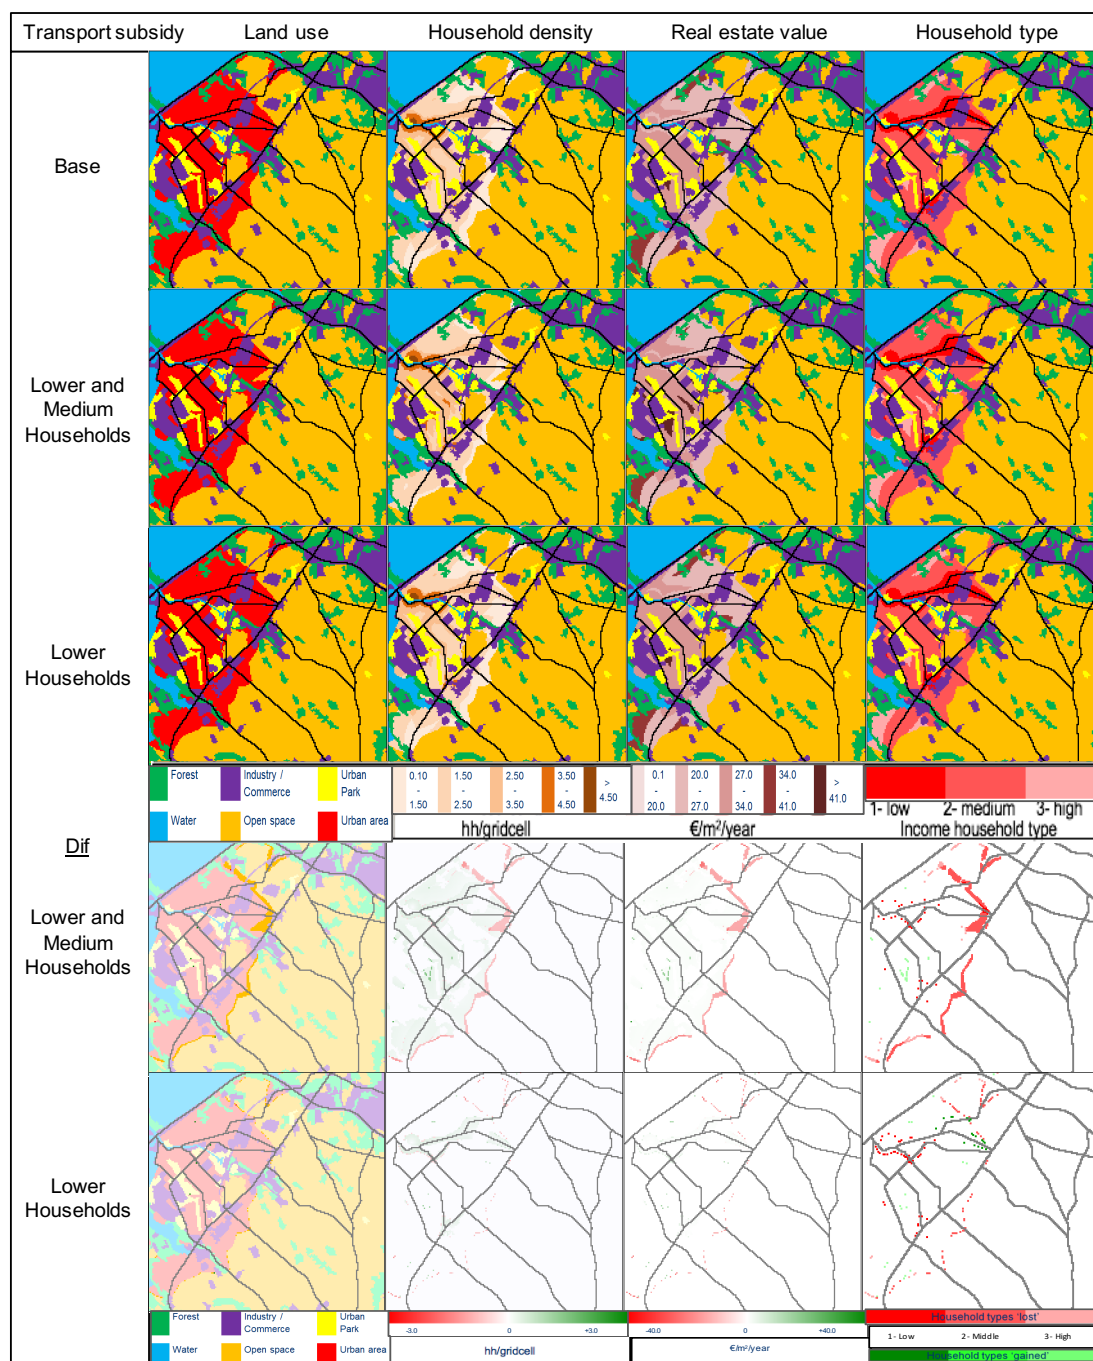 Transport subsidy Land use Household density Real estate value Household type
Base
Lower and
Medium
Households
Lower
Households
Forest Industry / Urban
Commerce Park
Water Open space Urban area
0.10 1.50 2.50 3.50 >
- - - - 4.50
1.50 2.50 3.50 4.50
hh/gridcell
0.1 20.0 27.0 34.0 >
- - - - 41.0
20.0 27.0 34.0 41.0
€/m²/year
1- low 2- medium 3- high
Income household type
Dif
Lower and
Medium
Households
Lower
Households
Forest Industry / Urban
Commerce Park
Water Open space Urban area
-3.0 0 +3.0
hh/gridcell
-40.0 0 +40.0
€/m²/year
Household types 'lost'
1- Low 2- Middle 3- High
Household types 'gained'